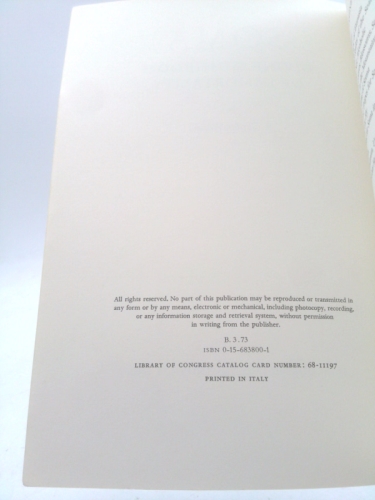 All rights reserved. No part of this publication may be reproduced or transmitted in
any form or by any means, electronic or mechanical, including photocopy, recording,
or any information storage and retrieval system, without permission
in writing from the publisher.
B. 3. 73
ISBN 0-15-683800-1
LIBRARY OF CONGRESS CATALOG CARD NUMBER: 68-11197
PRINTED IN ITALY